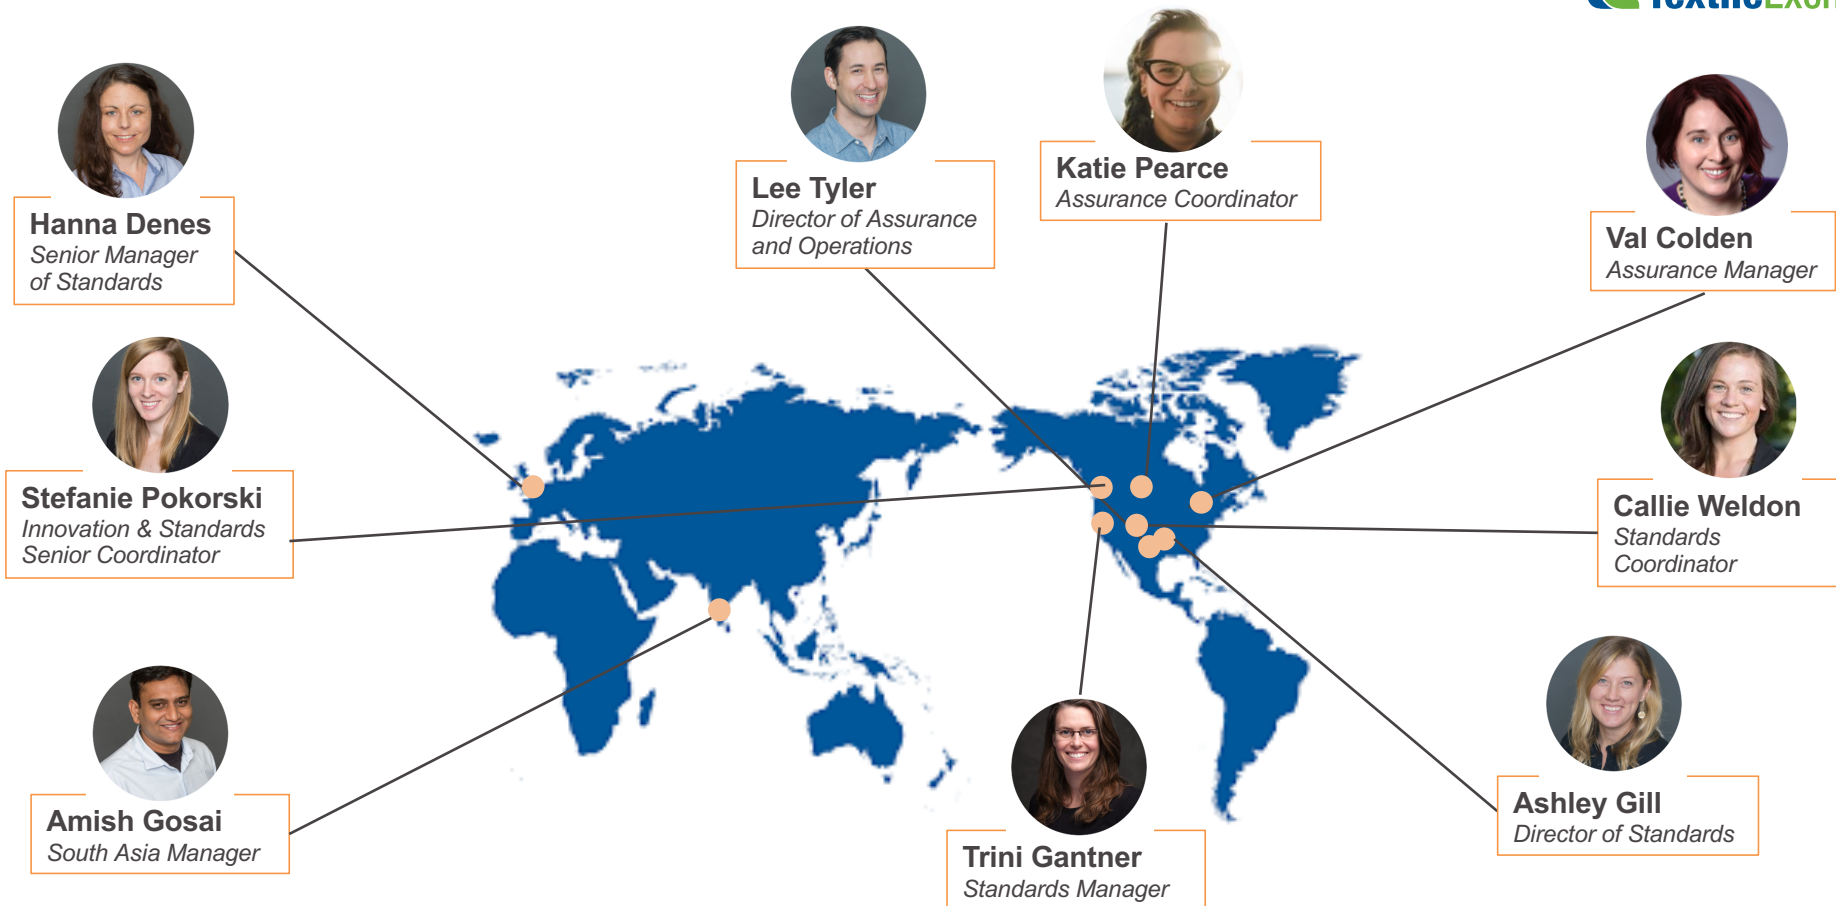 Hanna Denes
Senior Manager
of Standards
Lee Tyler
Director of Assurance
and Operations
Katie Pearce
Assurance Coordinator
Val Colden
Assurance Manager
Stefanie Pokorski
Innovation & Standards
Senior Coordinator
Callie Weldon
Standards
Coordinator
Amish Gosai
South Asia Manager
Trini Gantner
Standards Manager
Ashley Gill
Director of Standards